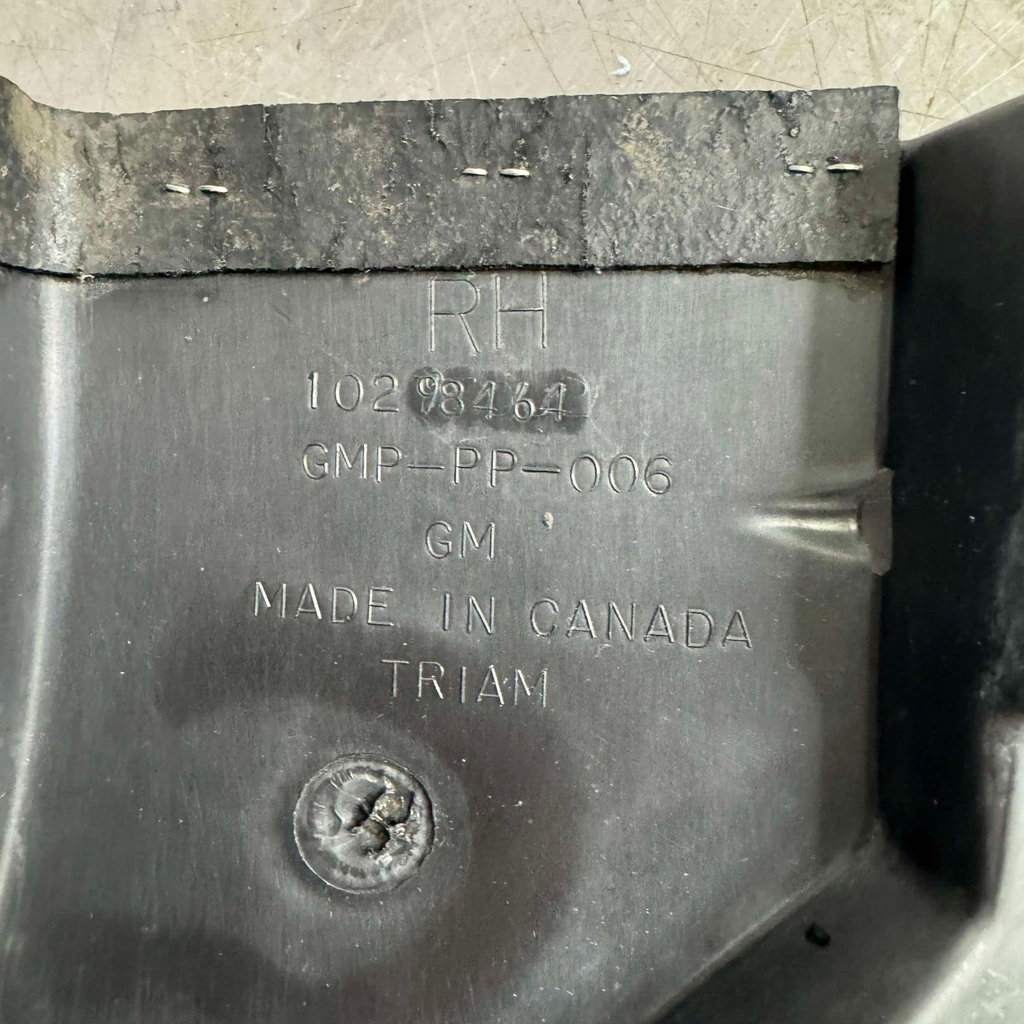 RH
10298464
GMP-PP-006
GM
MADE IN CANADA
TRIAM